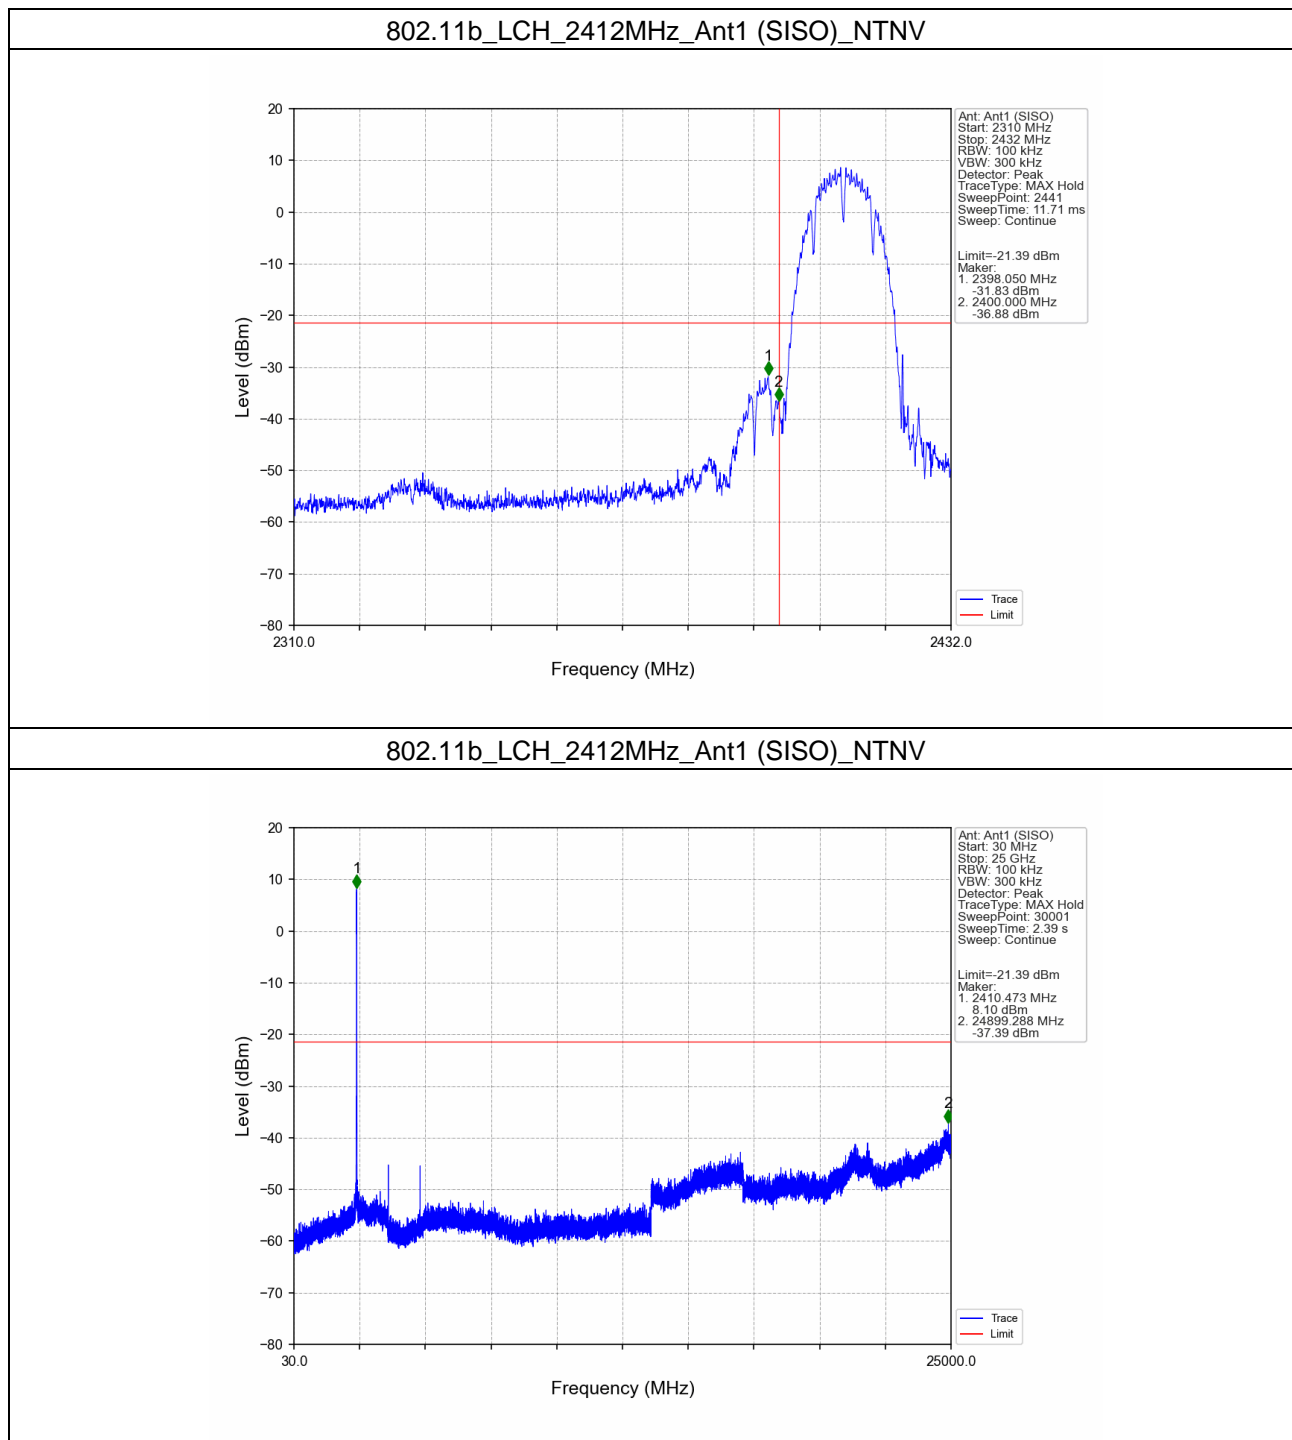 802.11b_LCH_2412MHz_Ant1 (SISO)_NTNV
20
10
0
−10
−20
−30
−40
−50
−60
−70
−80
Level (dBm)
1
2
2310.0
2432.0
Frequency (MHz)
Ant: Ant1 (SISO)
Start: 2310 MHz
Stop: 2432 MHz
RBW: 100 kHz
VBW: 300 kHz
Detector: Peak
TraceType: MAX Hold
SweepPoint: 2441
SweepTime: 11.71 ms
Sweep: Continue
Limit=-21.39 dBm
Maker:
1. 2398.050 MHz
-31.83 dBm
2. 2400.000 MHz
-36.88 dBm
Trace
Limit
802.11b_LCH_2412MHz_Ant1 (SISO)_NTNV
20
10
0
−10
−20
−30
−40
−50
−60
−70
−80
Level (dBm)
1
2
30.0
25000.0
Frequency (MHz)
Ant: Ant1 (SISO)
Start: 30 MHz
Stop: 25 GHz
RBW: 100 kHz
VBW: 300 kHz
Detector: Peak
TraceType: MAX Hold
SweepPoint: 30001
SweepTime: 2.39 s
Sweep: Continue
Limit=-21.39 dBm
Maker:
1. 2410.473 MHz
8.10 dBm
2. 24899.288 MHz
-37.39 dBm
Trace
Limit